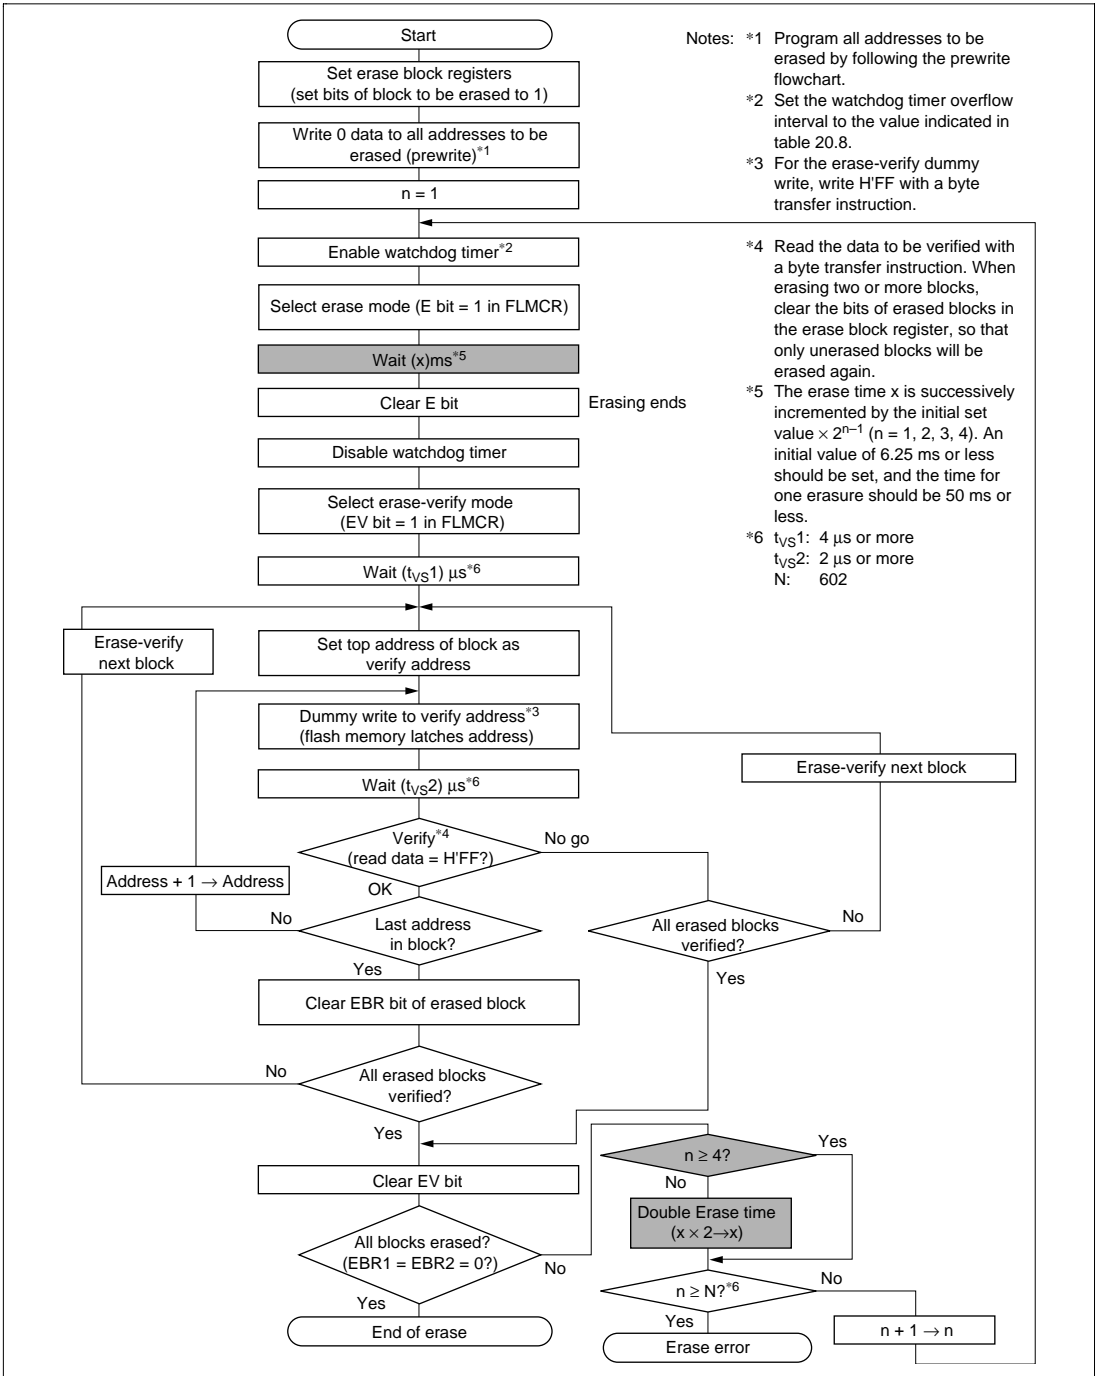 Start
Set erase block registers
(set bits of block to be erased to 1)
Write 0 data to all addresses to be
erased (prewrite)*1
n = 1
Enable watchdog timer*2
Select erase mode (E bit = 1 in FLMCR)
Wait (x)ms*5
Clear E bit
Erasing ends
Disable watchdog timer
Select erase-verify mode
(EV bit = 1 in FLMCR)
Wait (tVS1) μs*6
Erase-verify
next block
Set top address of block as
verify address
Dummy write to verify address*3
(flash memory latches address)
Erase-verify next block
Wait (tVS2) μs*6
Verify*4
(read data = H'FF?)
No go
OK
Address + 1 → Address
No
Last address
in block?
Yes
All erased blocks
verified?
No
Yes
Clear EBR bit of erased block
No
All erased blocks
verified?
Yes
Clear EV bit
n ≥ 4?
Yes
No
Double Erase time
(x × 2→x)
All blocks erased?
(EBR1 = EBR2 = 0?)
No
Yes
End of erase
n ≥ N?*6
No
Yes
n + 1 → n
Erase error
Notes: *1 Program all addresses to be
erased by following the prewrite
flowchart.
*2 Set the watchdog timer overflow
interval to the value indicated in
table 20.8.
*3 For the erase-verify dummy
write, write H'FF with a byte
transfer instruction.
*4 Read the data to be verified with
a byte transfer instruction. When
erasing two or more blocks,
clear the bits of erased blocks in
the erase block register, so that
only unerased blocks will be
erased again.
*5 The erase time x is successively
incremented by the initial set
value × 2n–1 (n = 1, 2, 3, 4). An
initial value of 6.25 ms or less
should be set, and the time for
one erasure should be 50 ms or
less.
*6 tVS1: 4 μs or more
tVS2: 2 μs or more
N: 602